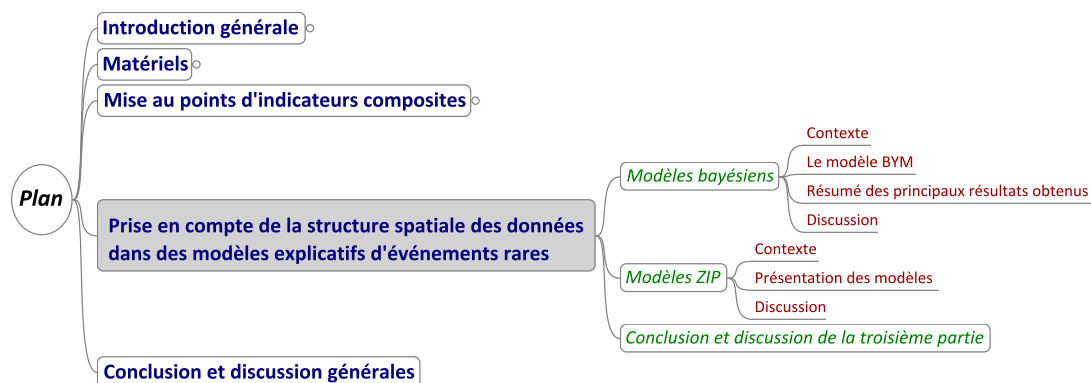 Plan
Introduction générale
Matériels
Mise au points d'indicateurs composites
Prise en compte de la structure spatiale des données
dans des modèles explicatifs d'événements rares
Modèles bayésiens
Contexte
Le modèle BYM
Résumé des principaux résultats obtenus
Discussion
Modèles ZIP
Contexte
Présentation des modèles
Discussion
Conclusion et discussion de la troisième partie
Conclusion et discussion générales